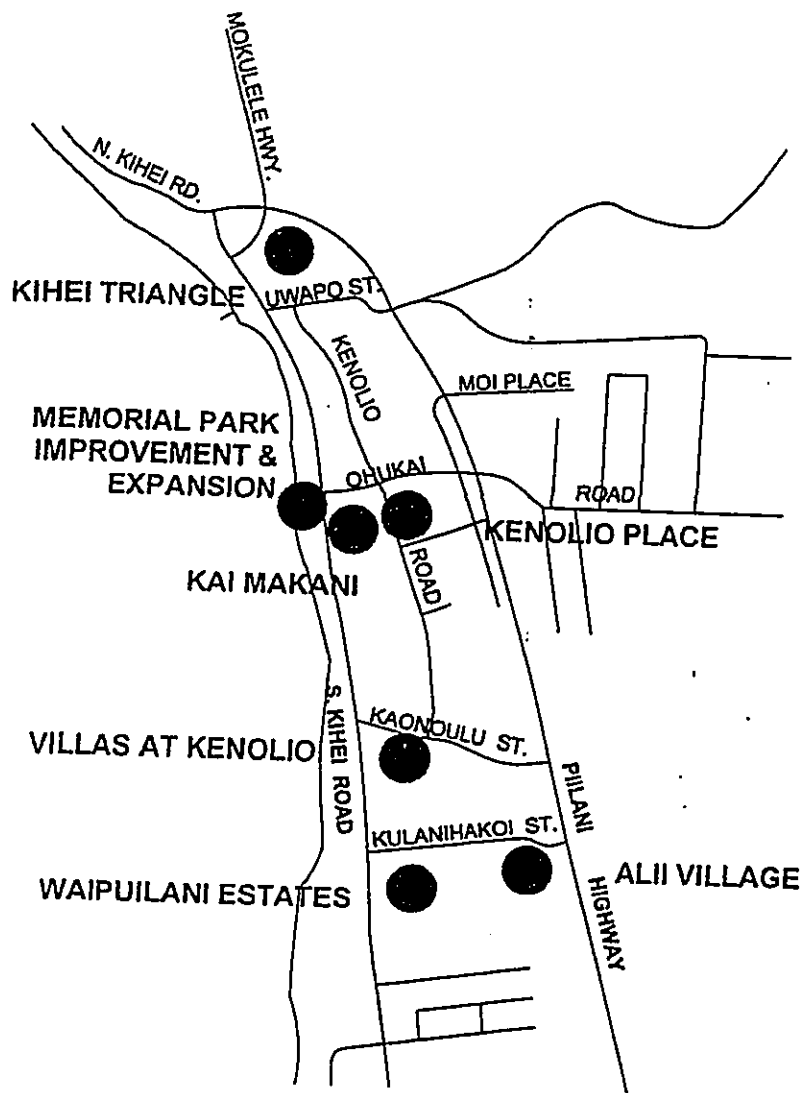 MOKULELE HWY.
N. KIHEI RD.
KIHEI TRIANGLE
UWAPO ST.
KENOLIO
MOI PLACE
MEMORIAL PARK
IMPROVEMENT &
EXPANSION
OHUKAI
ROAD
KENOLIO PLACE
KAI MAKANI
ROAD
S. KIHEI ROAD
KAONOULU ST.
VILLAS AT KENOLIO
PIILANI
KULANIHAKOI ST.
WAIPUILANI ESTATES
ALII VILLAGE
HIGHWAY